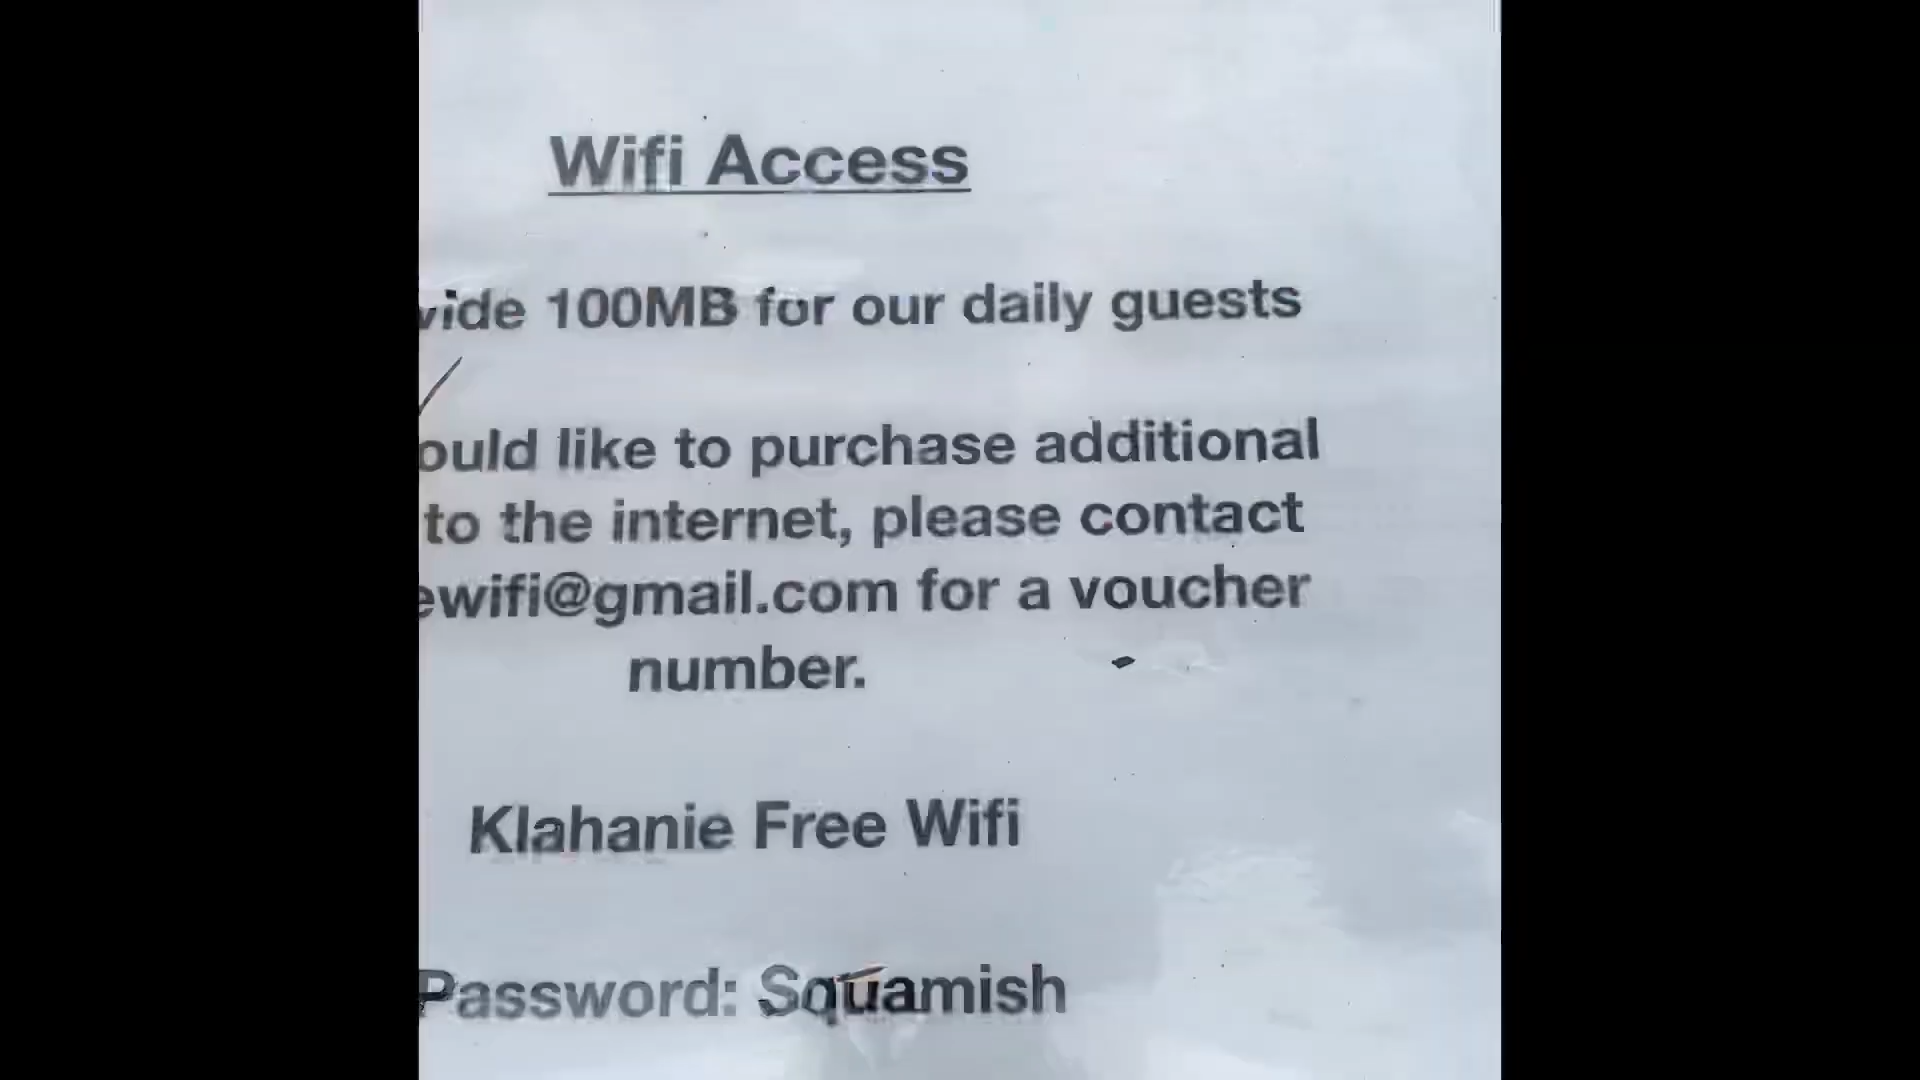 Wifi Access
vide 100MB for our daily guests
ould like to purchase additional
to the internet, please contact
ewifi@gmail.com for a voucher
number.
Klahanie Free Wifi
Password: Squamish